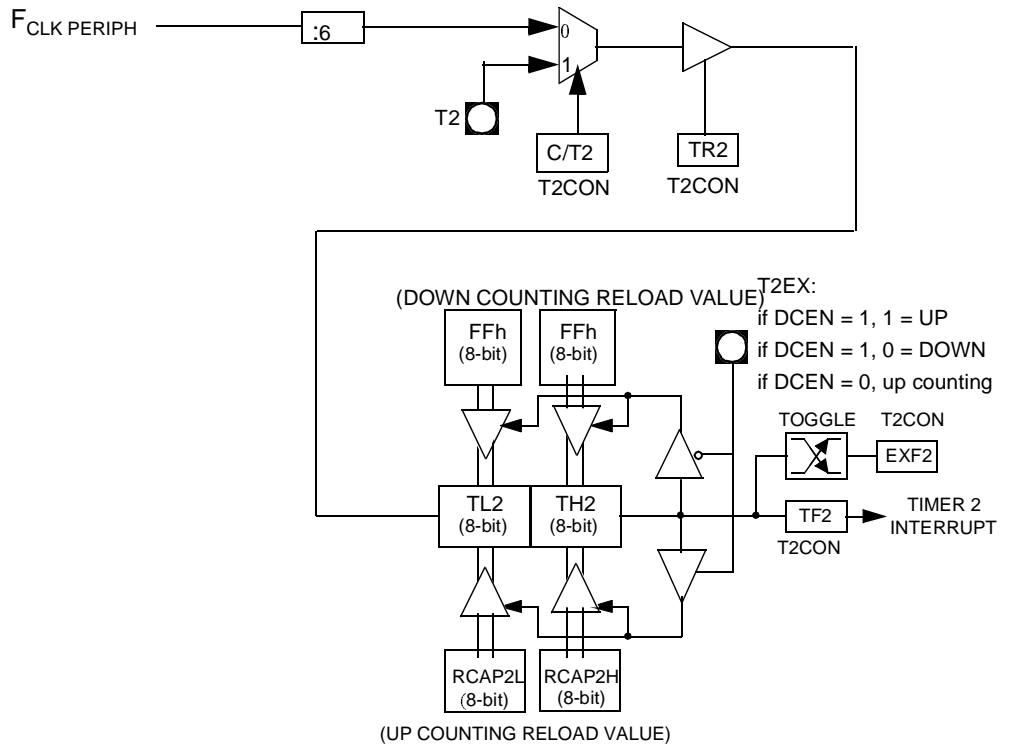 F CLK PERIPH
:6
0
1
T2
C/T2
TR2
T2CON
T2CON
T2EX:
(DOWN COUNTING RELOAD VALUE)
if DCEN = 1, 1 = UP
if DCEN = 1, 0 = DOWN
if DCEN = 0, up counting
FFh
(8-bit)
FFh
(8-bit)
TOGGLE
T2CON
EXF2
TL2
(8-bit)
TH2
(8-bit)
TF2
TIMER 2
INTERRUPT
T2CON
RCAP2L
(8-bit)
RCAP2H
(8-bit)
(UP COUNTING RELOAD VALUE)